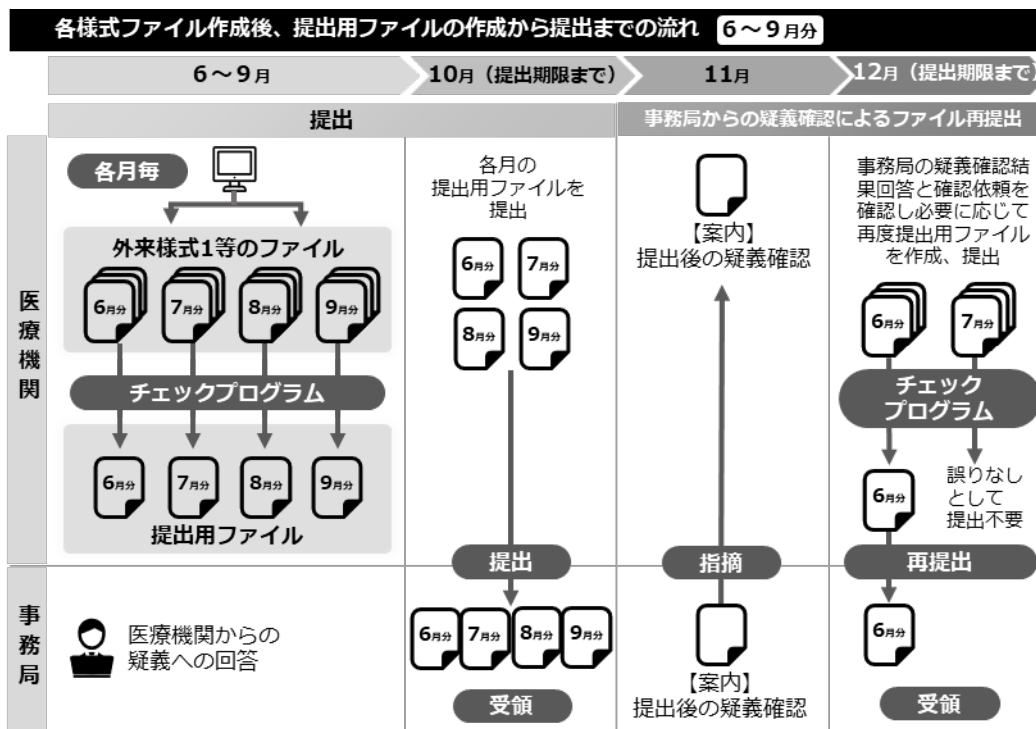 各様式ファイル作成後、提出用ファイルの作成から提出までの流れ 6～9月分
6～9月
10月（提出期限まで）
11月
12月（提出期限まで）
提出
事務局からの疑義確認によるファイル再提出
医療機関
各月毎
外来様式1等のファイル
6月分 7月分 8月分 9月分
チェックプログラム
6月分 7月分 8月分 9月分
提出用ファイル
各月の
提出用ファイルを
提出
6月分 7月分
8月分 9月分
提出
【案内】
提出後の疑義確認
指摘
事務局の疑義確認結
果回答と確認依頼を
確認し必要に応じて
再度提出用ファイル
を作成、提出
6月分 7月分
チェック
プログラム
6月分
誤りなし
として
提出不要
再提出
事務局
医療機関からの
疑義への回答
6月分 7月分 8月分 9月分
受領
【案内】
提出後の疑義確認
6月分
受領